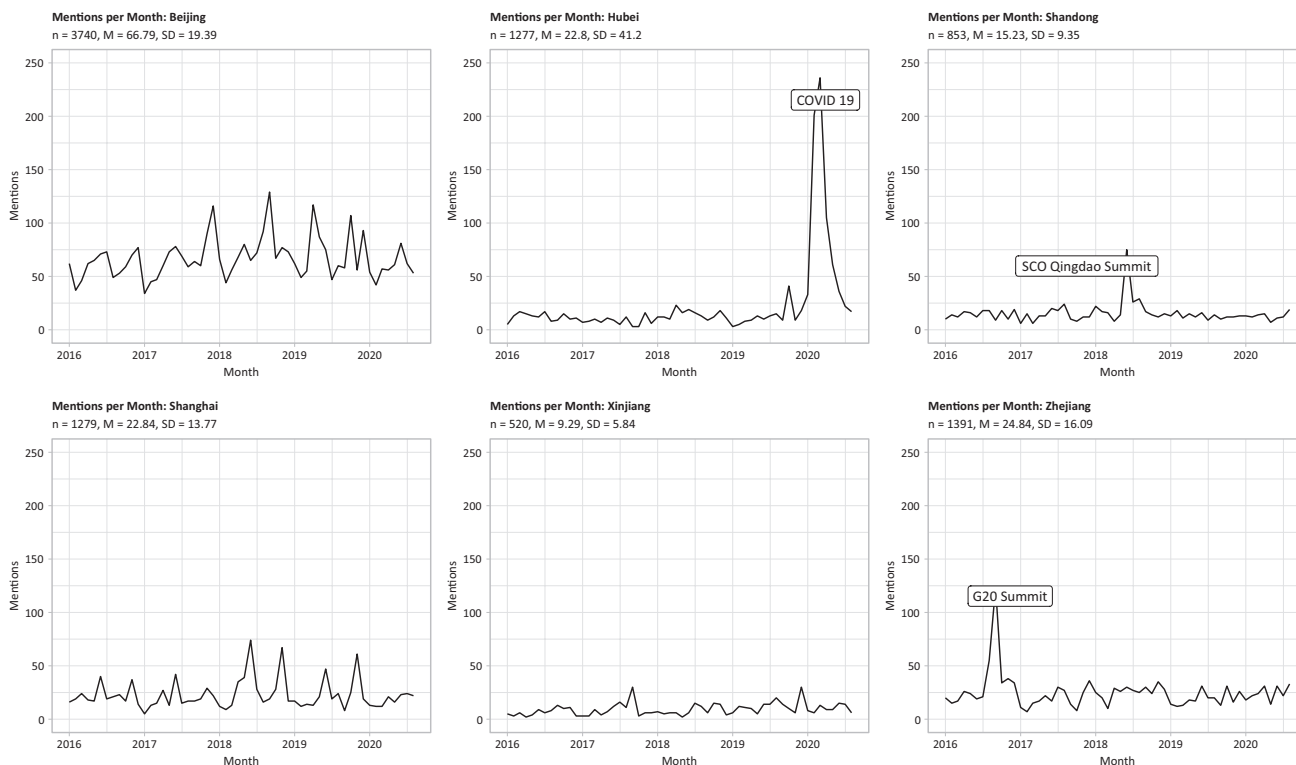 Mentions per Month: Beijing
n = 3740, M = 66.79, SD = 19.39
250
200
150
100
50
0
Mentions
2016 2017 2018 2019 2020
Month
Mentions per Month: Hubei
n = 1277, M = 22.8, SD = 41.2
250
200
150
100
50
0
Mentions
COVID 19
2016 2017 2018 2019 2020
Month
Mentions per Month: Shandong
n = 853, M = 15.23, SD = 9.35
250
200
150
100
50
0
Mentions
SCO Qingdao Summit
2016 2017 2018 2019 2020
Month
Mentions per Month: Shanghai
n = 1279, M = 22.84, SD = 13.77
250
200
150
100
50
0
Mentions
2016 2017 2018 2019 2020
Month
Mentions per Month: Xinjiang
n = 520, M = 9.29, SD = 5.84
250
200
150
100
50
0
Mentions
2016 2017 2018 2019 2020
Month
Mentions per Month: Zhejiang
n = 1391, M = 24.84, SD = 16.09
250
200
150
100
50
0
Mentions
G20 Summit
2016 2017 2018 2019 2020
Month